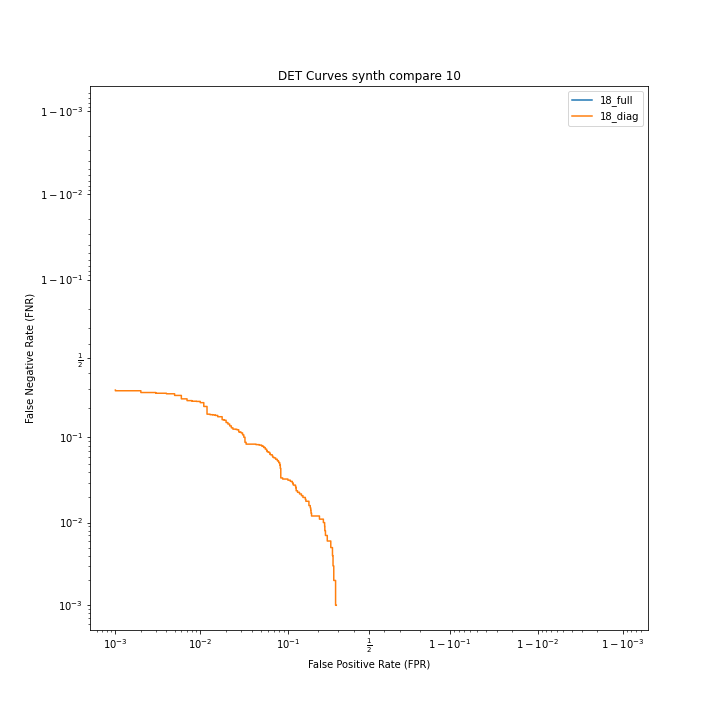 DET Curves synth compare 10
18_full
18_diag
1 − 10⁻³
1 − 10⁻²
1 − 10⁻¹
1/2
10⁻¹
10⁻²
10⁻³
False Negative Rate (FNR)
10⁻³ 10⁻² 10⁻¹ 1/2 1 − 10⁻¹ 1 − 10⁻² 1 − 10⁻³
False Positive Rate (FPR)